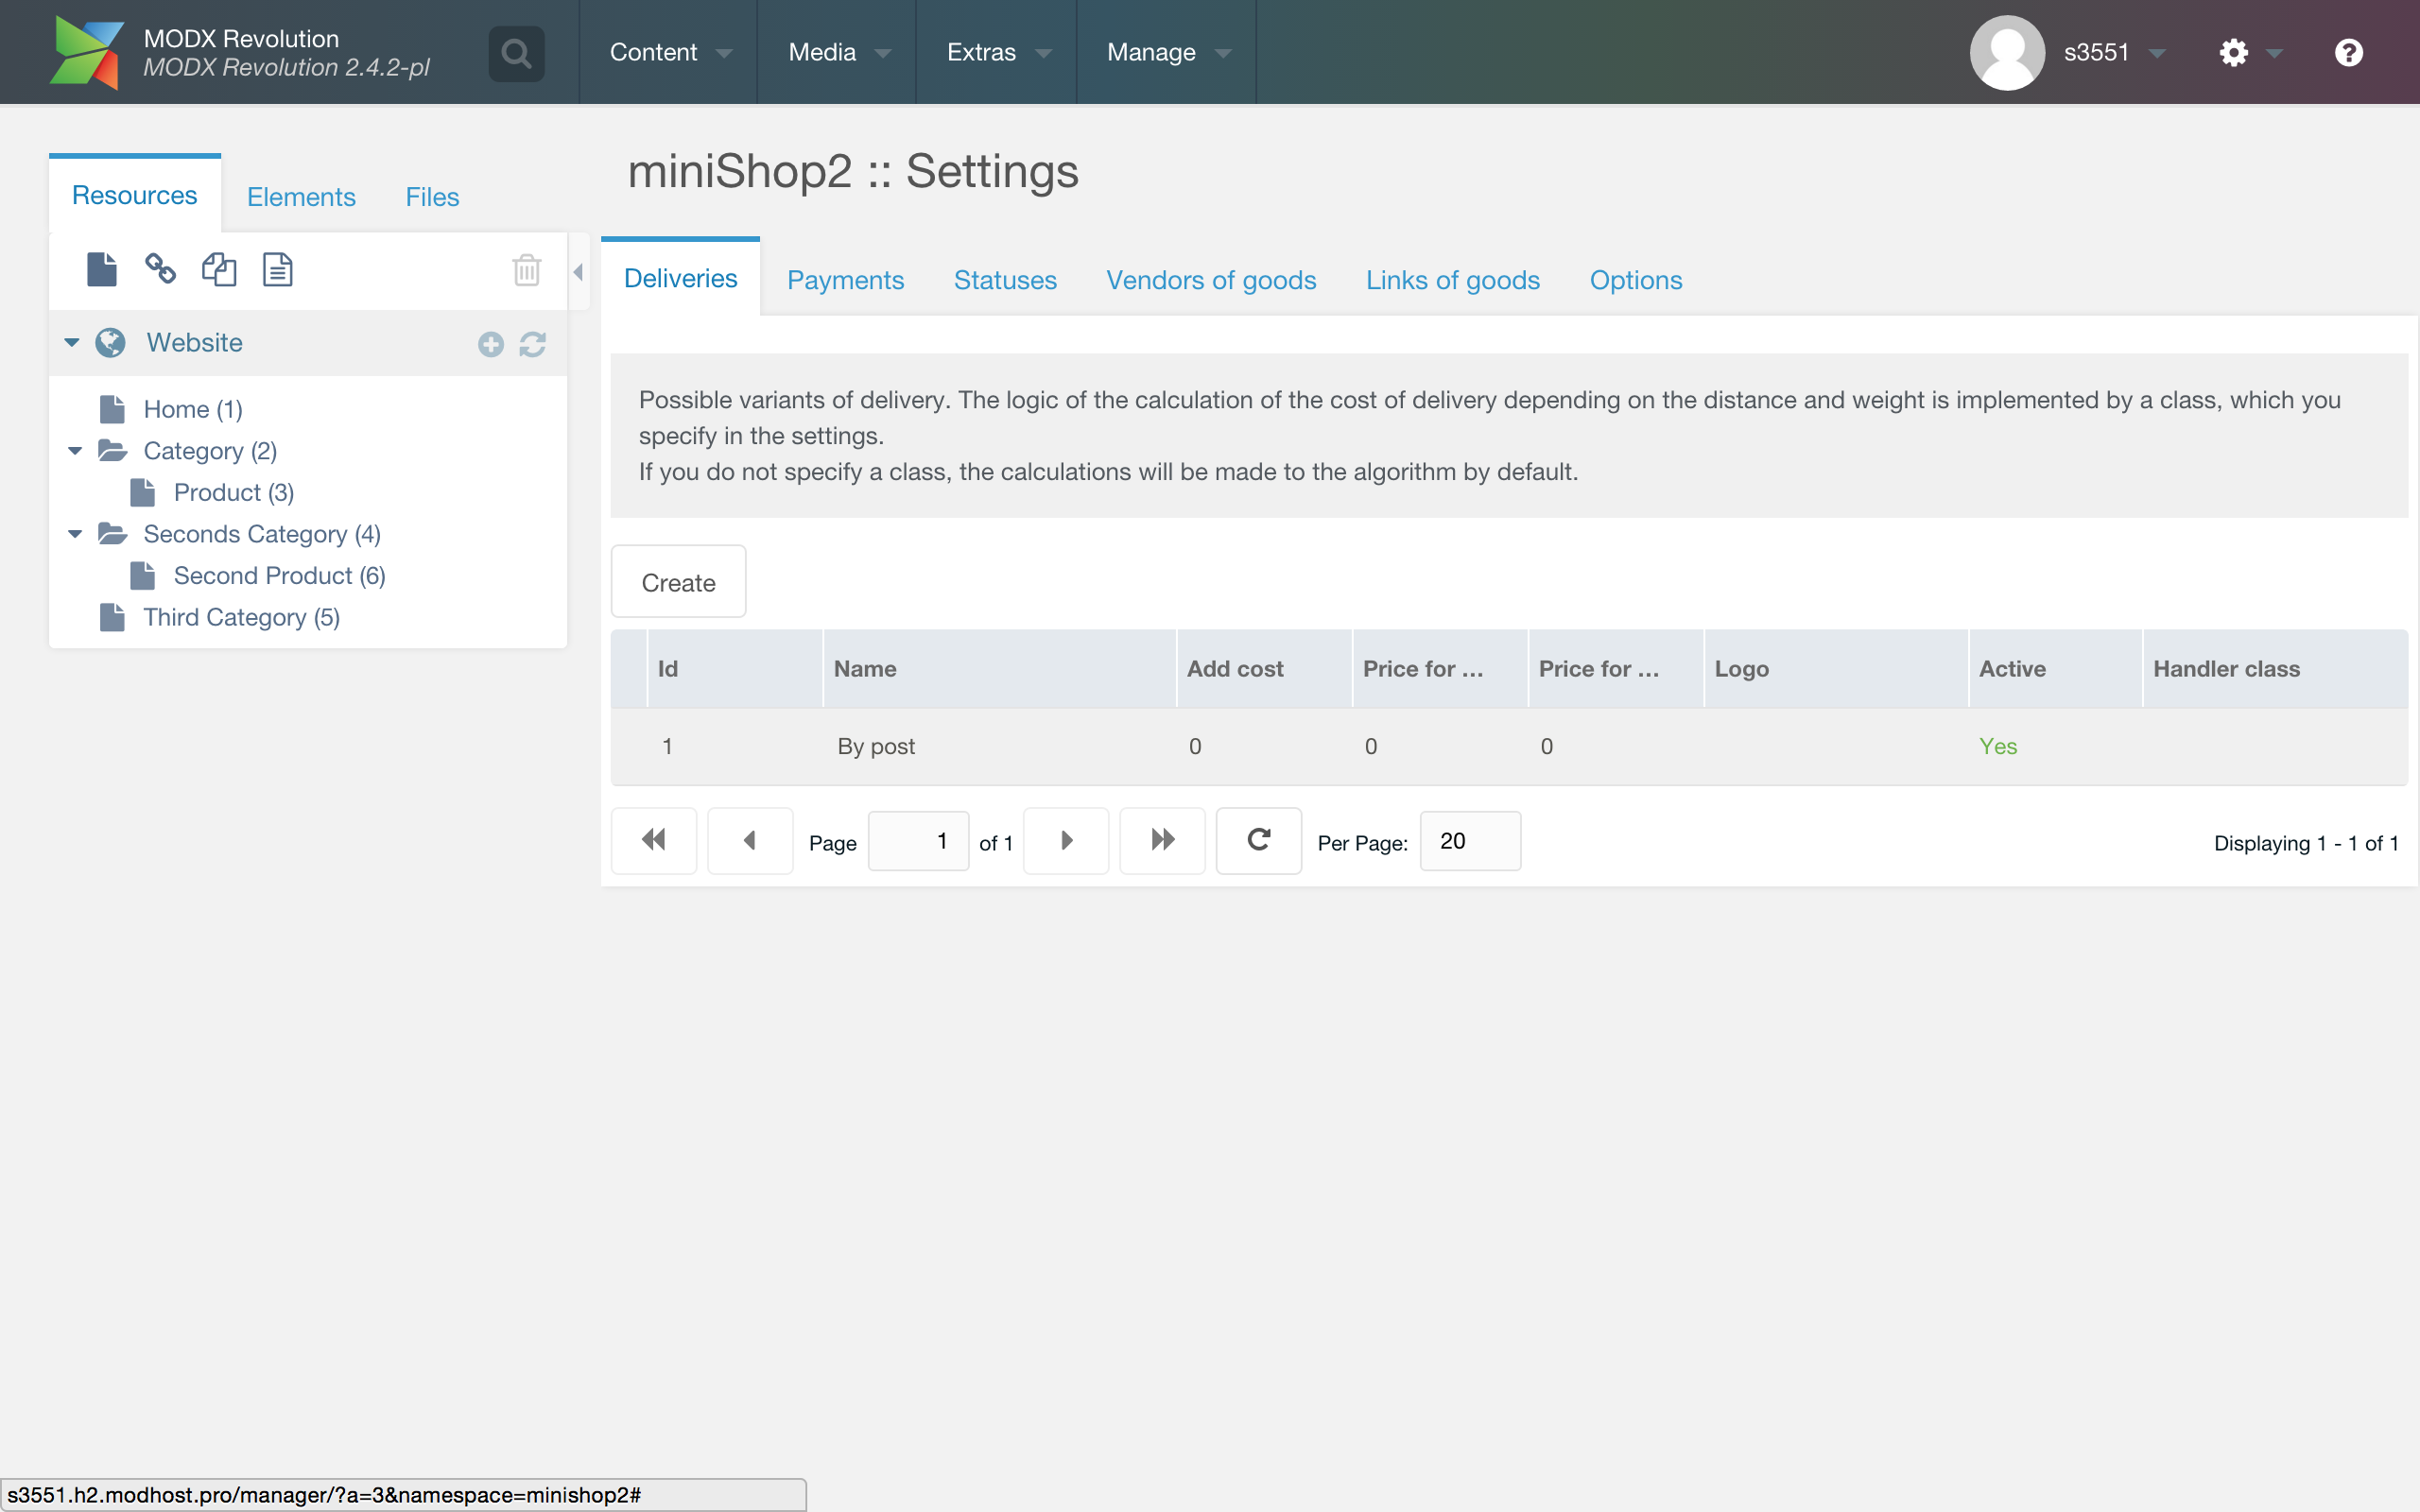 MODX Revolution
MODX Revolution 2.4.2-pl
Content
Media
Extras
Manage
s3551
Resources
Elements
Files
Website
Home (1)
Category (2)
Product (3)
Seconds Category (4)
Second Product (6)
Third Category (5)
miniShop2 :: Settings
Deliveries
Payments
Statuses
Vendors of goods
Links of goods
Options
Possible variants of delivery. The logic of the calculation of the cost of delivery depending on the distance and weight is implemented by a class, which you
specify in the settings.
If you do not specify a class, the calculations will be made to the algorithm by default.
Create
Id Name Add cost Price for ... Price for ... Logo Active Handler class
1 By post 0 0 0 Yes
Page 1 of 1 Per Page: 20 Displaying 1 - 1 of 1
s3551.h2.modhost.pro/manager/?a=3&namespace=minishop2#